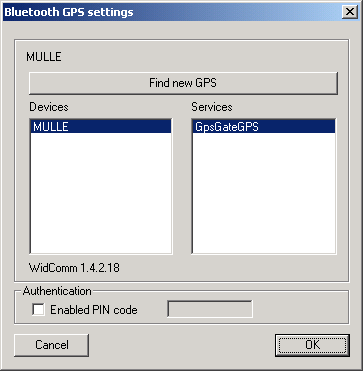 Bluetooth GPS settings
MULLE
Find new GPS
Devices
Services
MULLE
GpsGateGPS
WidComm 1.4.2.18
Authentication
Enabled PIN code
Cancel
OK